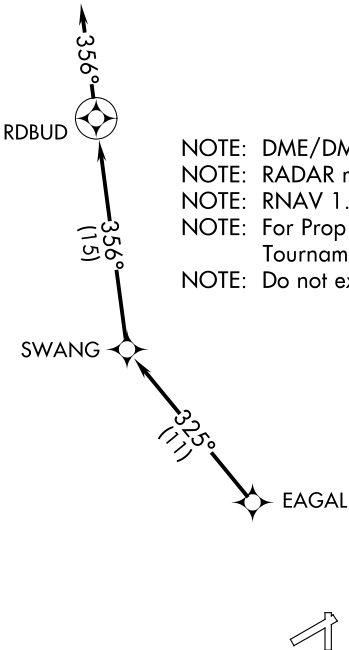 356°
RDBUD
NOTE: DME/DM
NOTE: RADAR
NOTE: RNAV 1.
NOTE: For Prop
Tournam
NOTE: Do not ex
356°
(15)
SWANG
325°
(11)
EAGAL